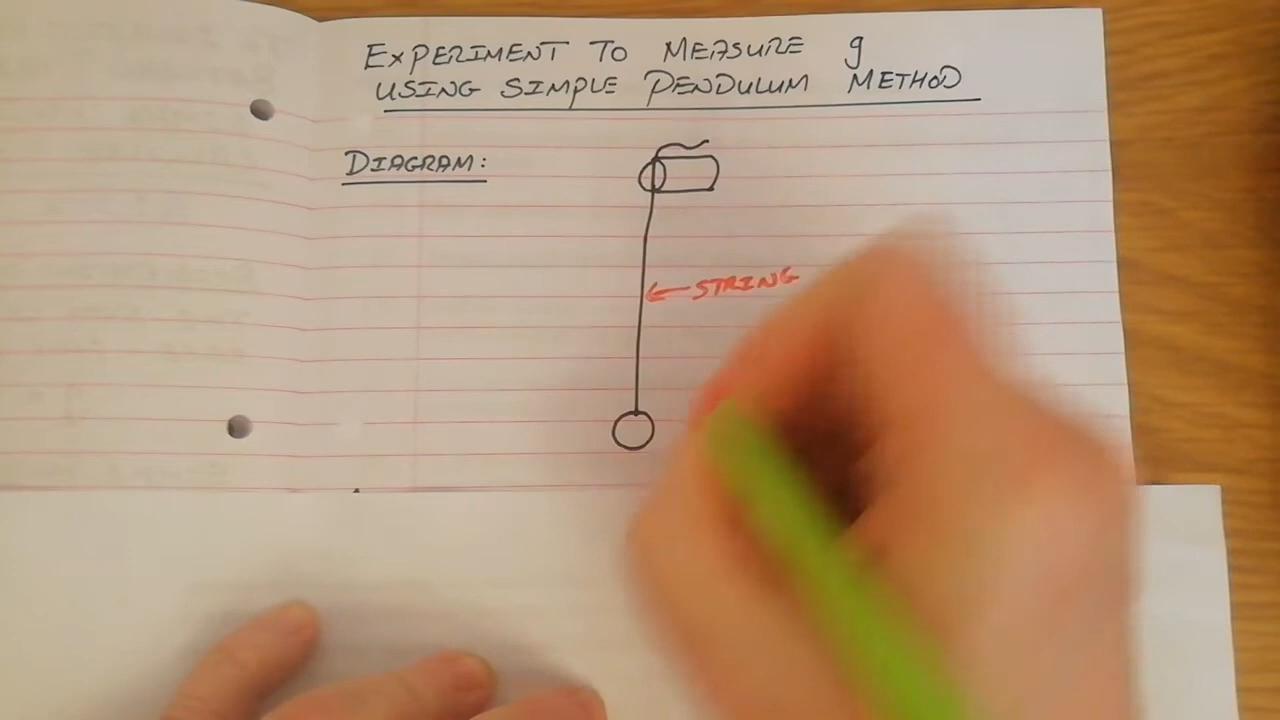 EXPERIMENT TO MEASURE g
USING SIMPLE PENDULUM METHOD
DIAGRAM:
STRING